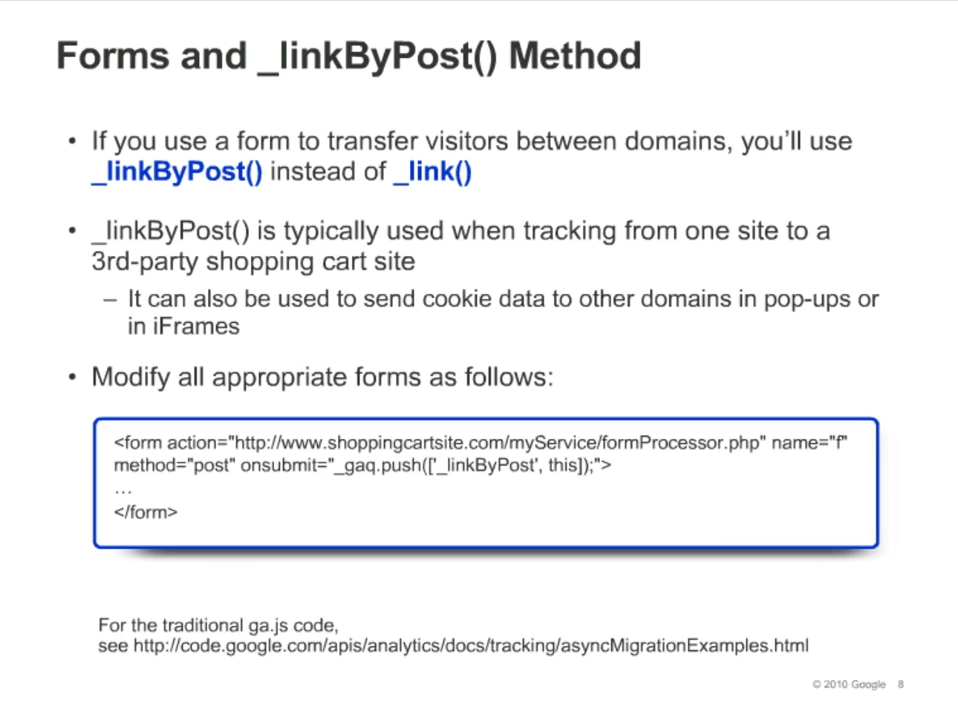 Forms and _linkByPost() Method
• If you use a form to transfer visitors between domains, you'll use
_linkByPost() instead of _link()
• _linkByPost() is typically used when tracking from one site to a
3rd-party shopping cart site
– It can also be used to send cookie data to other domains in pop-ups or
in iFrames
• Modify all appropriate forms as follows:
<form action="http://www.shoppingcartsite.com/myService/formProcessor.php" name="f"
method="post" onsubmit="_gaq.push(['_linkByPost', this]);">
…
</form>
For the traditional ga.js code,
see http://code.google.com/apis/analytics/docs/tracking/asyncMigrationExamples.html
© 2010 Google 8